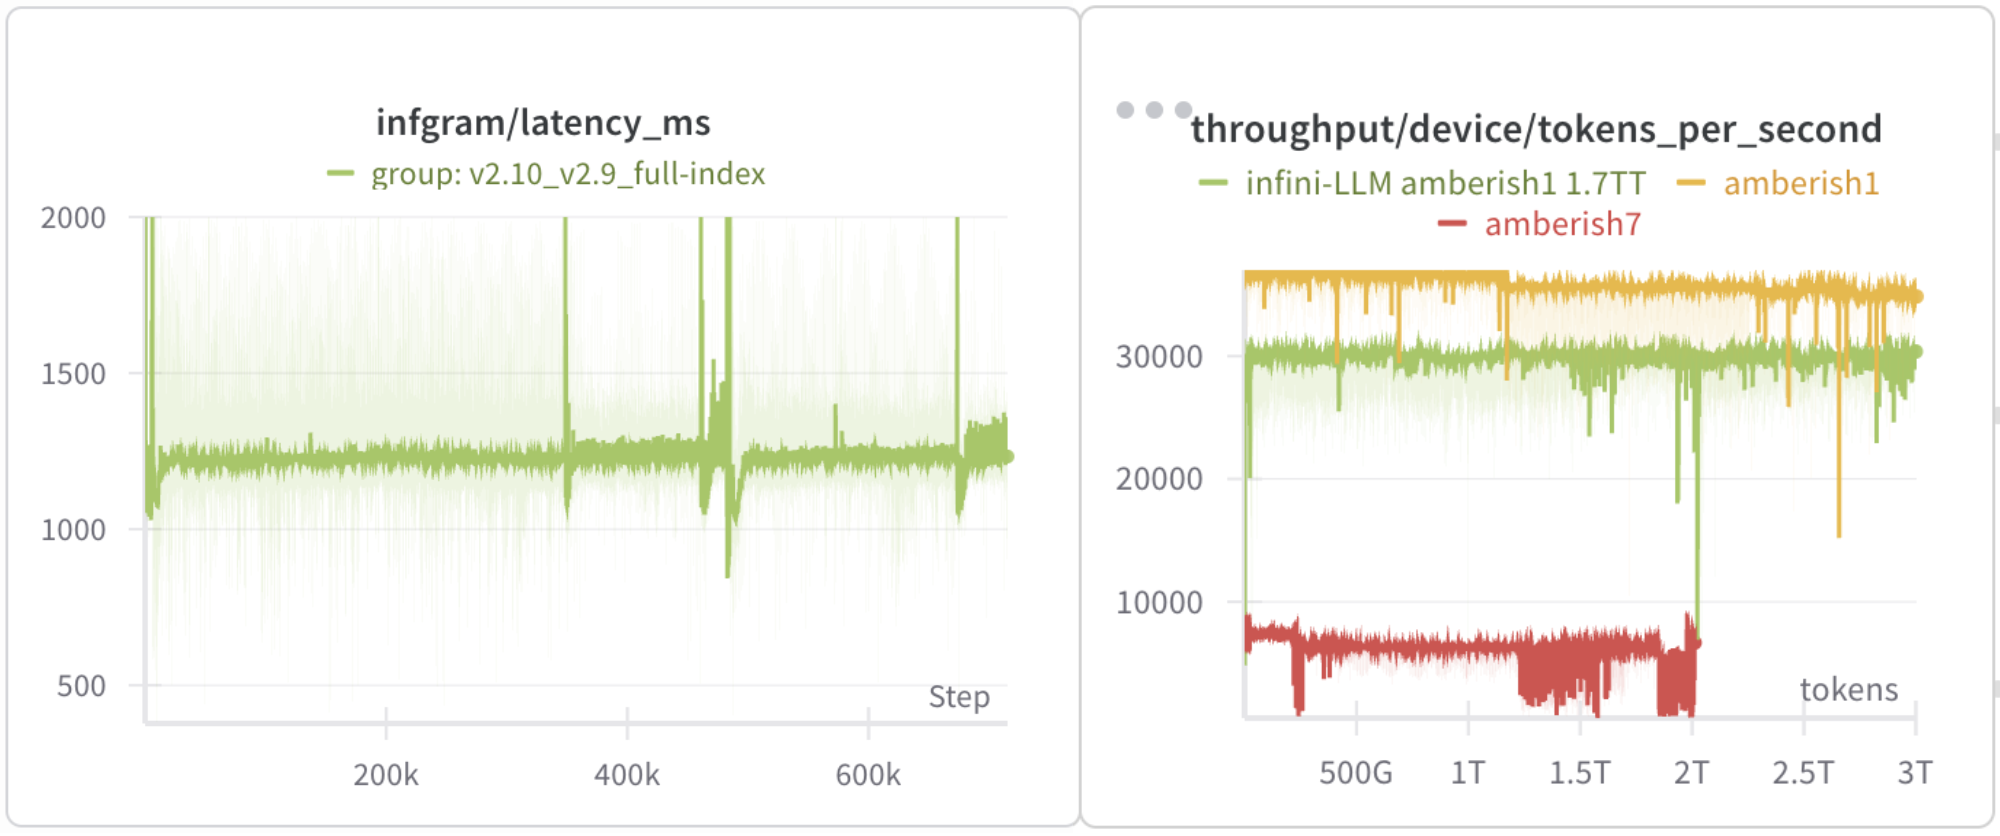 infgram/latency_ms
group: v2.10_v2.9_full-index
2000
1500
1000
500
Step
200k 400k 600k
throughput/device/tokens_per_second
infini-LLM amberish1 1.7TT amberish1
amberish7
30000
20000
10000
tokens
500G 1T 1.5T 2T 2.5T 3T